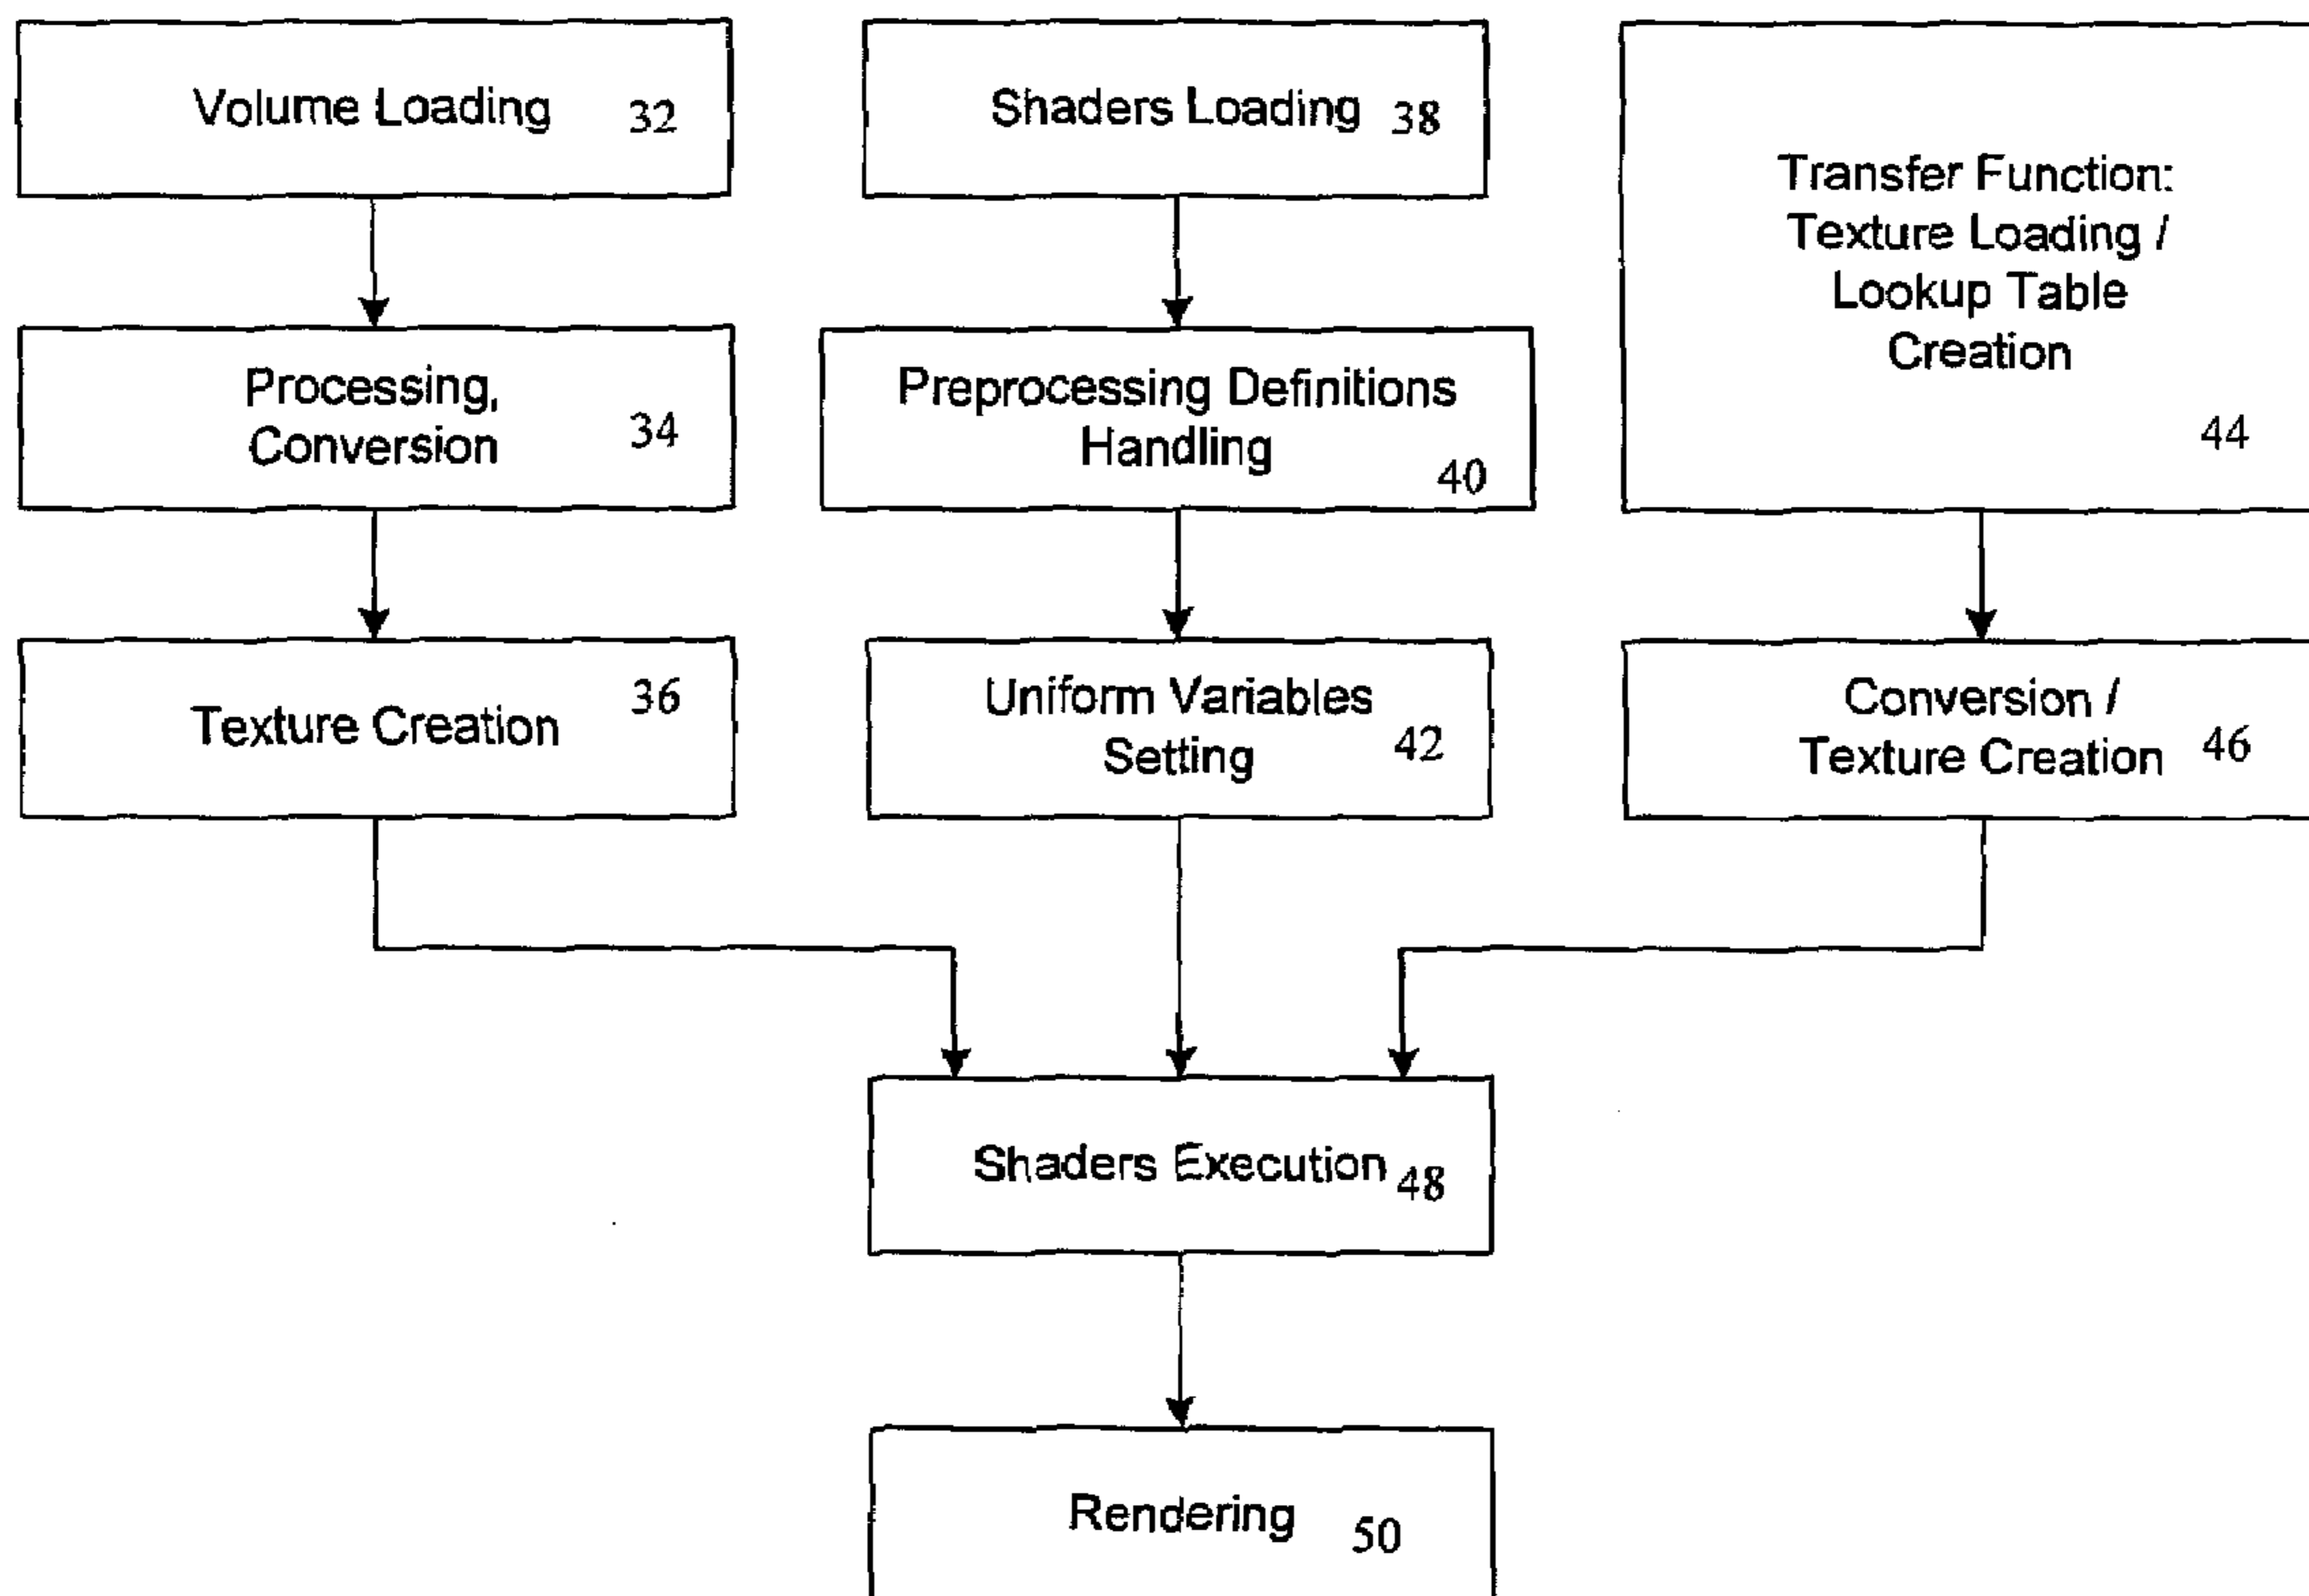 Volume Loading 32
Shaders Loading 38
Transfer Function:
Texture Loading /
Lookup Table
Creation
44
Processing,
Conversion 34
Preprocessing Definitions
Handling
40
Texture Creation 36
Uniform Variables
Setting 42
Conversion /
Texture Creation 46
Shaders Execution 48
Rendering 50